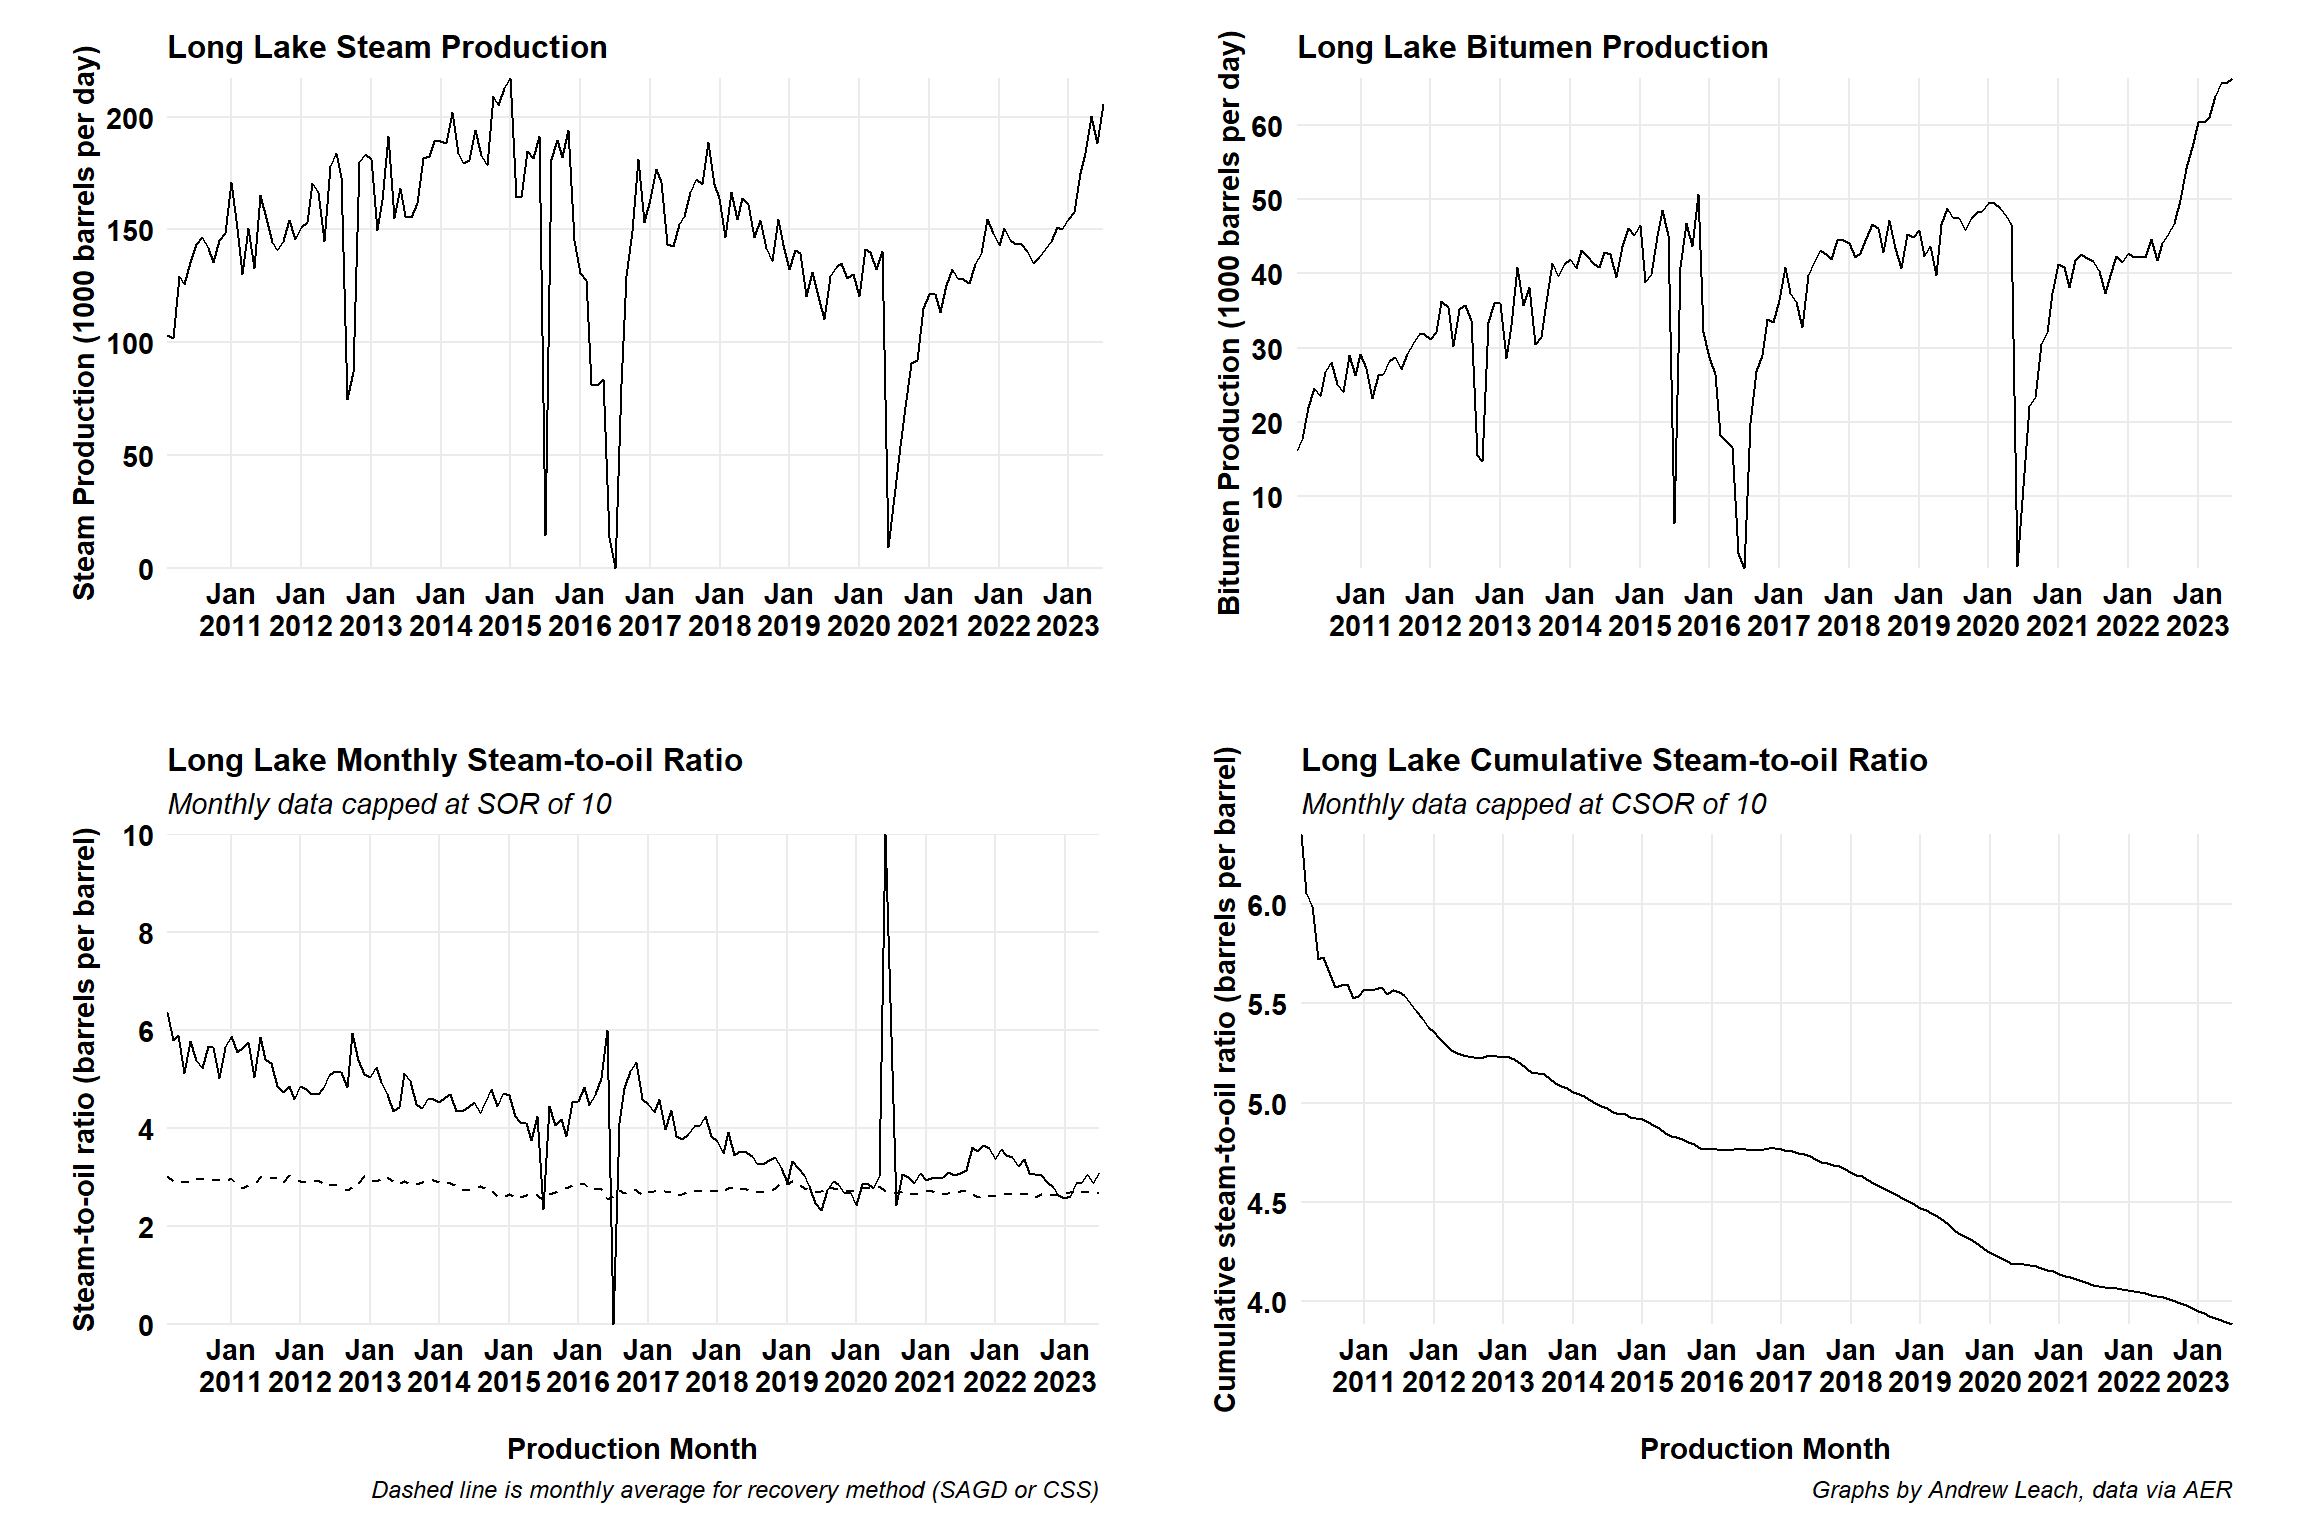 Long Lake Steam Production
Steam Production (1000 barrels per day)
200
150
100
50
0
Jan Jan Jan Jan Jan Jan Jan Jan Jan Jan Jan Jan Jan
2011 2012 2013 2014 2015 2016 2017 2018 2019 2020 2021 2022 2023
Long Lake Bitumen Production
Bitumen Production (1000 barrels per day)
60
50
40
30
20
10
Jan Jan Jan Jan Jan Jan Jan Jan Jan Jan Jan Jan Jan
2011 2012 2013 2014 2015 2016 2017 2018 2019 2020 2021 2022 2023
Long Lake Monthly Steam-to-oil Ratio
Monthly data capped at SOR of 10
Steam-to-oil ratio (barrels per barrel)
10
8
6
4
2
0
Jan Jan Jan Jan Jan Jan Jan Jan Jan Jan Jan Jan Jan
2011 2012 2013 2014 2015 2016 2017 2018 2019 2020 2021 2022 2023
Production Month
Dashed line is monthly average for recovery method (SAGD or CSS)
Long Lake Cumulative Steam-to-oil Ratio
Monthly data capped at CSOR of 10
Cumulative steam-to-oil ratio (barrels per barrel)
6.0
5.5
5.0
4.5
4.0
Jan Jan Jan Jan Jan Jan Jan Jan Jan Jan Jan Jan Jan
2011 2012 2013 2014 2015 2016 2017 2018 2019 2020 2021 2022 2023
Production Month
Graphs by Andrew Leach, data via AER